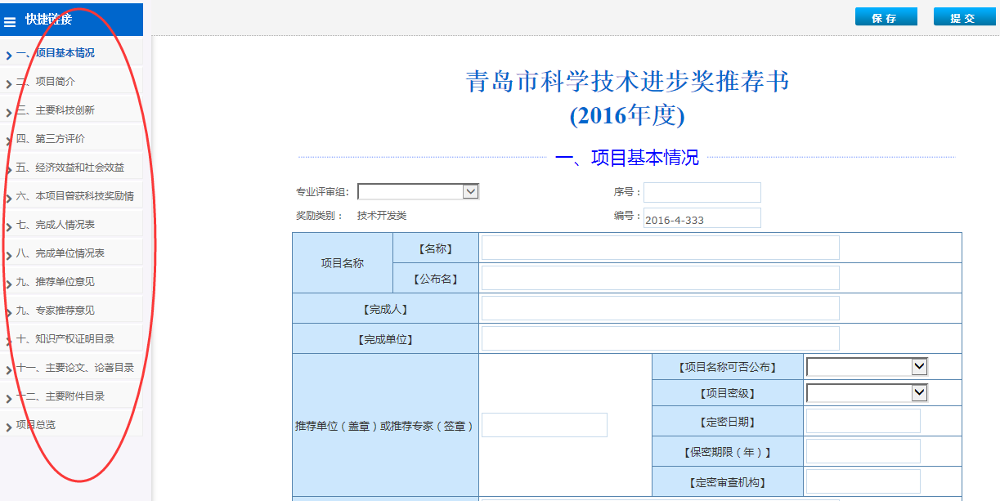 快捷链接
一、项目基本情况
二、项目简介
三、主要科技创新
四、第三方评价
五、经济效益和社会效益
六、本项目曾获科技奖励情
七、完成人情况表
八、完成单位情况表
九、推荐单位意见
九、专家推荐意见
十、知识产权证明目录
十一、主要论文、论著目录
十二、主要附件目录
项目总览
保 存
提 交
青岛市科学技术进步奖推荐书
(2016年度)
一、项目基本情况
专业评审组:
序号：
奖励类别： 技术开发类
编号：2016-4-333
项目名称
【名称】
【公布名】
【完成人】
【完成单位】
推荐单位（盖章）或推荐专家（签章）
【项目名称可否公布】
【项目密级】
【定密日期】
【保密期限（年）】
【定密审查机构】